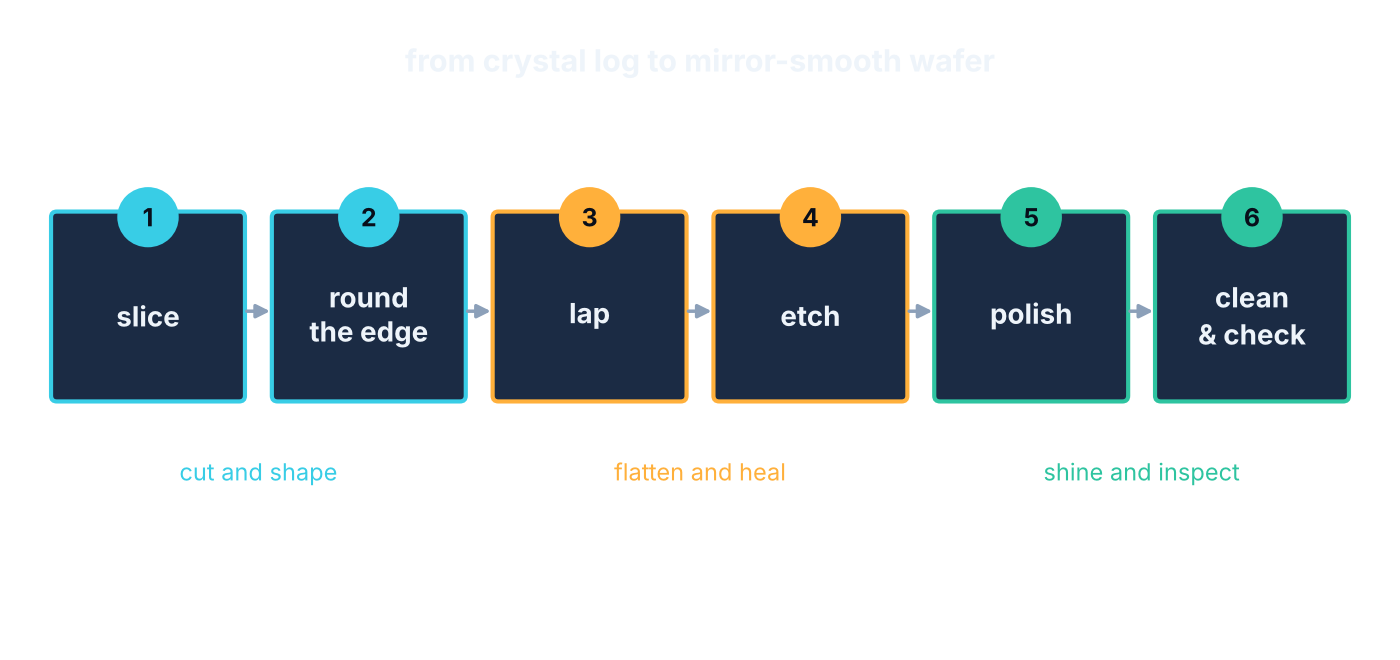 from crystal log to mirror-smooth wafer
1
2
3
4
5
6
slice
round
the edge
lap
etch
polish
clean
& check
cut and shape
flatten and heal
shine and inspect